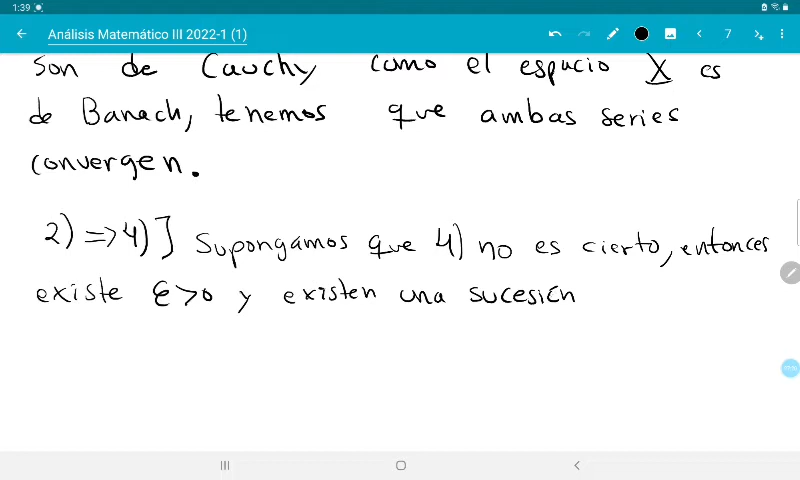 1:39
Análisis Matemático III 2022-1 (1)
7
Son de Cauchy como el espacio X es
de Banach, tenemos que ambas series
convergen.
2) => 4)] Supongamos que 4) no es cierto, entonces
existe ε>0 y existen una sucesión